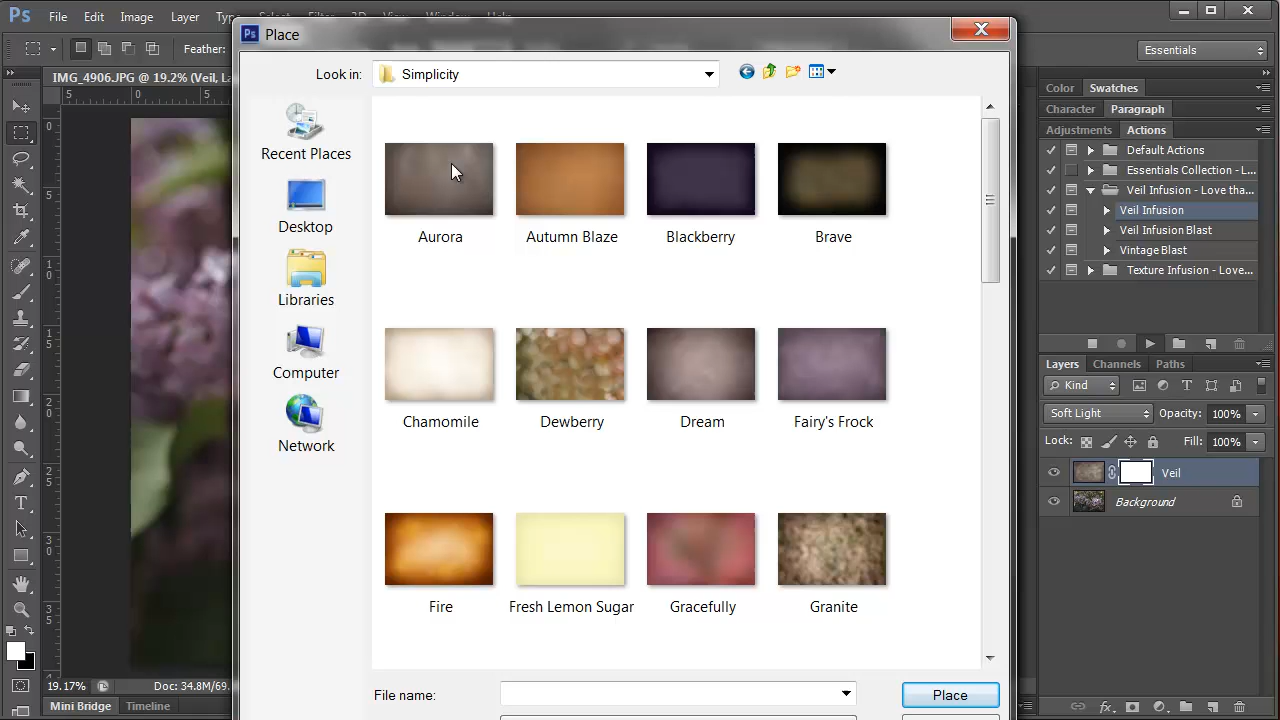 Ps File Edit Image Layer
Ps Place
Feather:
Essentials
Look in: Simplicity
IMG_4906.JPG @ 19.2% (Veil, L
Color Swatches
Character Paragraph
Adjustments Actions
Default Actions
Essentials Collection - L...
Veil Infusion - Love tha...
Veil Infusion
Veil Infusion Blast
Vintage Blast
Texture Infusion - Love...
Recent Places
Desktop
Libraries
Computer
Network
Aurora Autumn Blaze Blackberry Brave
Chamomile Dewberry Dream Fairy's Frock
Fire Fresh Lemon Sugar Gracefully Granite
File name: Place
Layers Channels Paths
Kind
Soft Light Opacity: 100%
Lock: Fill: 100%
Veil
Background
19.17% Doc: 34.8M/69.
Mini Bridge Timeline